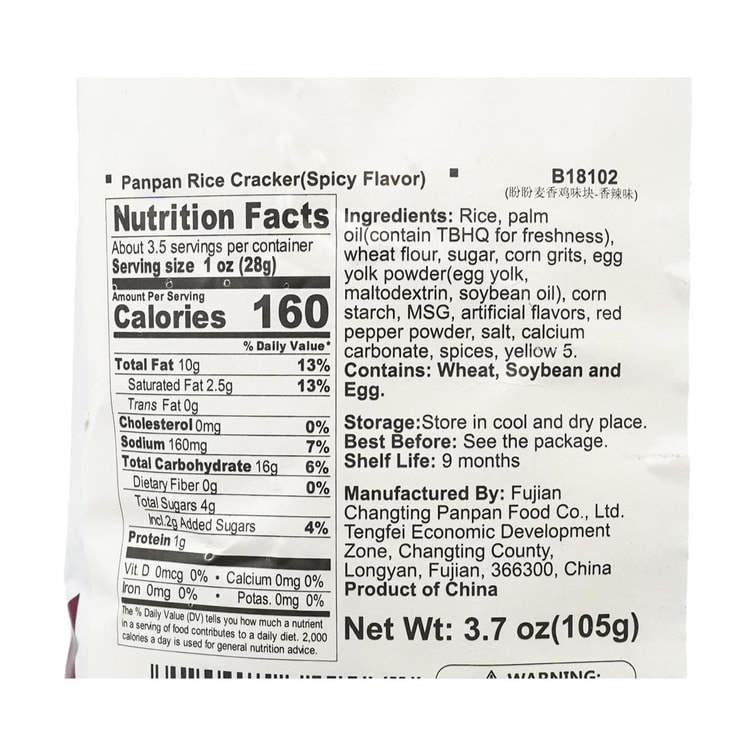 Panpan Rice Cracker(Spicy Flavor)
B18102
(盼盼麦香鸡味块-香辣味)
Nutrition Facts
About 3.5 servings per container
Serving size 1 oz (28g)
Amount Per Serving
Calories 160
% Daily Value*
Total Fat 10g 13%
Saturated Fat 2.5g 13%
Trans Fat 0g
Cholesterol 0mg 0%
Sodium 160mg 7%
Total Carbohydrate 16g 6%
Dietary Fiber 0g 0%
Total Sugars 4g
Incl.2g Added Sugars 4%
Protein 1g
Vit. D 0mcg 0% • Calcium 0mg 0%
Iron 0mg 0% • Potas. 0mg 0%
The % Daily Value (DV) tells you how much a nutrient
in a serving of food contributes to a daily diet. 2,000
calories a day is used for general nutrition advice.
Ingredients: Rice, palm
oil(contain TBHQ for freshness),
wheat flour, sugar, corn grits, egg
yolk powder(egg yolk,
maltodextrin, soybean oil), corn
starch, MSG, artificial flavors, red
pepper powder, salt, calcium
carbonate, spices, yellow 5.
Contains: Wheat, Soybean and
Egg.
Storage:Store in cool and dry place.
Best Before: See the package.
Shelf Life: 9 months
Manufactured By: Fujian
Changting Panpan Food Co., Ltd.
Tengfei Economic Development
Zone, Changting County,
Longyan, Fujian, 366300, China
Product of China
Net Wt: 3.7 oz(105g)
WARNING: